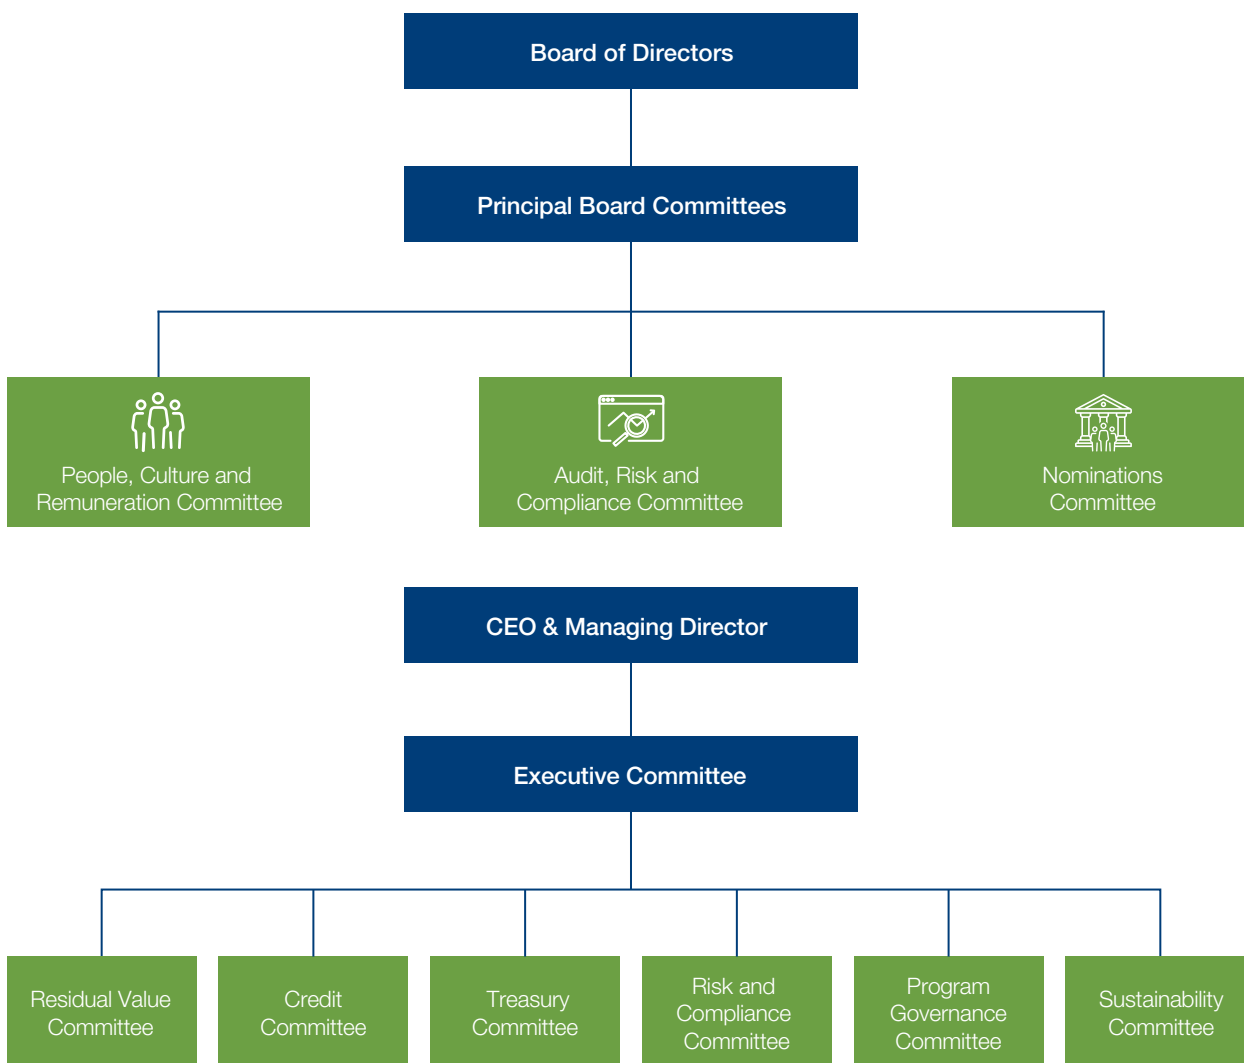 Board of Directors
Principal Board Committees
People, Culture and
Remuneration Committee
Audit, Risk and
Compliance Committee
Nominations
Committee
CEO & Managing Director
Executive Committee
Residual Value
Committee
Credit
Committee
Treasury
Committee
Risk and
Compliance
Committee
Program
Governance
Committee
Sustainability
Committee